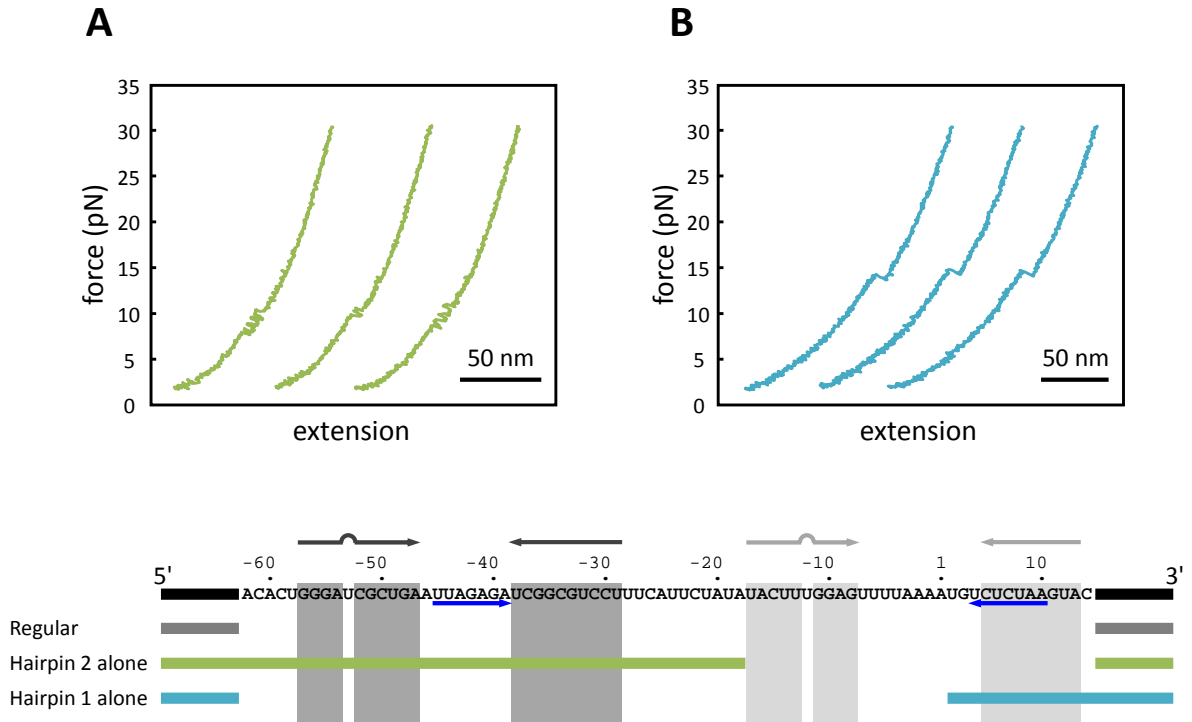 A
B
35
30
25
20
15
10
5
0
force (pN)
50 nm
extension
35
30
25
20
15
10
5
0
force (pN)
50 nm
extension
-60 -50 -40 -30 -20 -10 1 10
5' 3'
ACACUGGGAUCGCUGAAUUAGAGAUCGGCGUCCUUUCAUUCUAUAUACUUUGGAGUUUUAAAAUGUCUCUAAGUAC
Regular
Hairpin 2 alone
Hairpin 1 alone